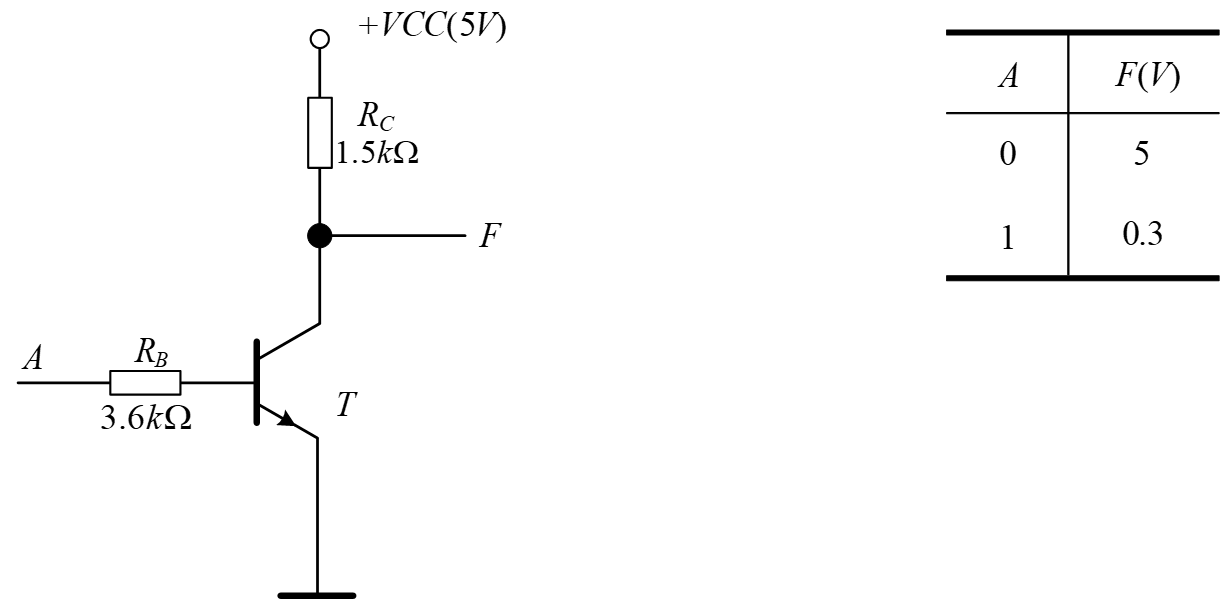 +VCC(5V)
R_C
1.5kΩ
F
A
R_B
3.6kΩ
T
A F(V)
0 5
1 0.3